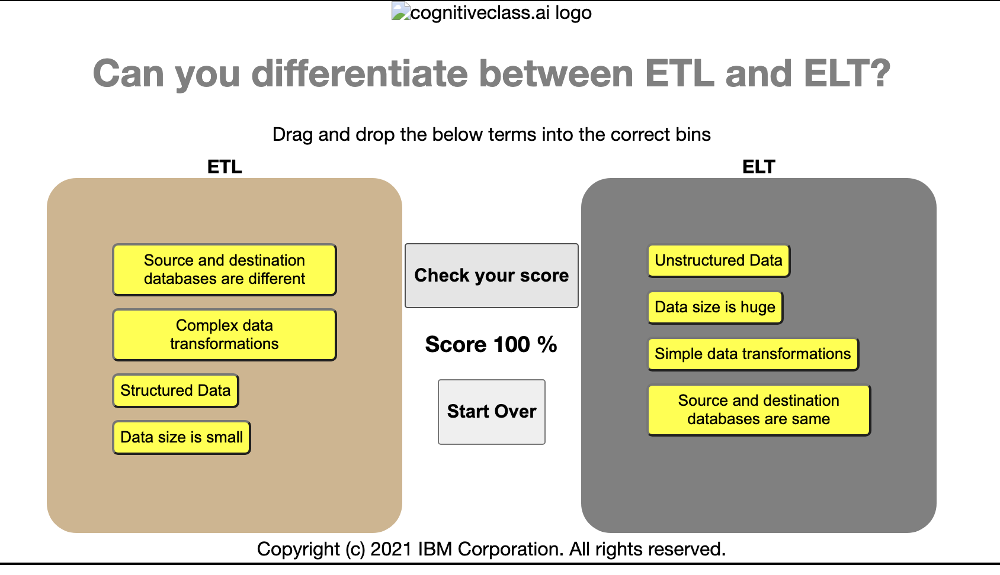 cognitiveclass.ai logo
Can you differentiate between ETL and ELT?
Drag and drop the below terms into the correct bins
ETL
Source and destination
databases are different
Complex data
transformations
Structured Data
Data size is small
Check your score
Score 100 %
Start Over
ELT
Unstructured Data
Data size is huge
Simple data transformations
Source and destination
databases are same
Copyright (c) 2021 IBM Corporation. All rights reserved.